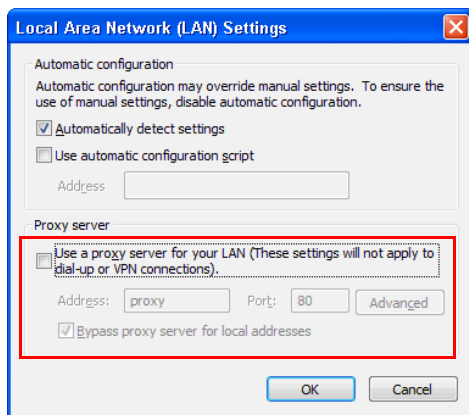 Local Area Network (LAN) Settings
Automatic configuration
Automatic configuration may override manual settings. To ensure the
use of manual settings, disable automatic configuration.
Automatically detect settings
Use automatic configuration script
Address
Proxy server
Use a proxy server for your LAN (These settings will not apply to
dial-up or VPN connections).
Address: proxy Port: 80 Advanced
Bypass proxy server for local addresses
OK Cancel